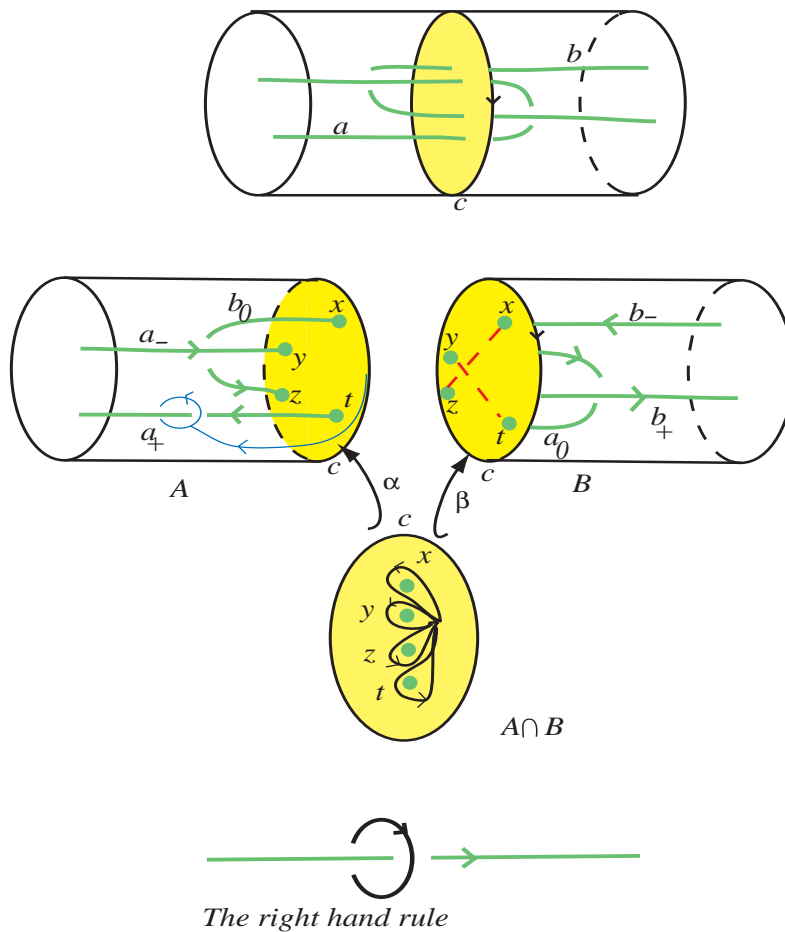 b
a
c
b₀
x
a₋
y
z
t
a₊
c
A
x
b₋
y
z
t
a₀
b₊
c
B
α
β
c
x
y
z
t
A∩B
The right hand rule